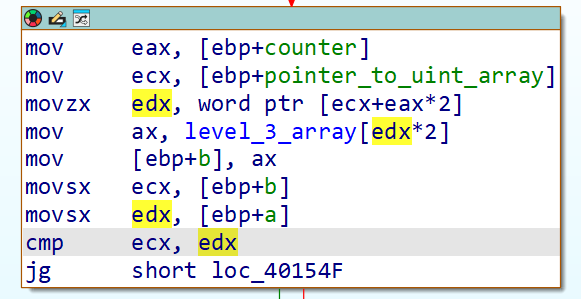 mov eax, [ebp+counter]
mov ecx, [ebp+pointer_to_uint_array]
movzx edx, word ptr [ecx+eax*2]
mov ax, level_3_array[edx*2]
mov [ebp+b], ax
movsx ecx, [ebp+b]
movsx edx, [ebp+a]
cmp ecx, edx
jg short loc_40154F